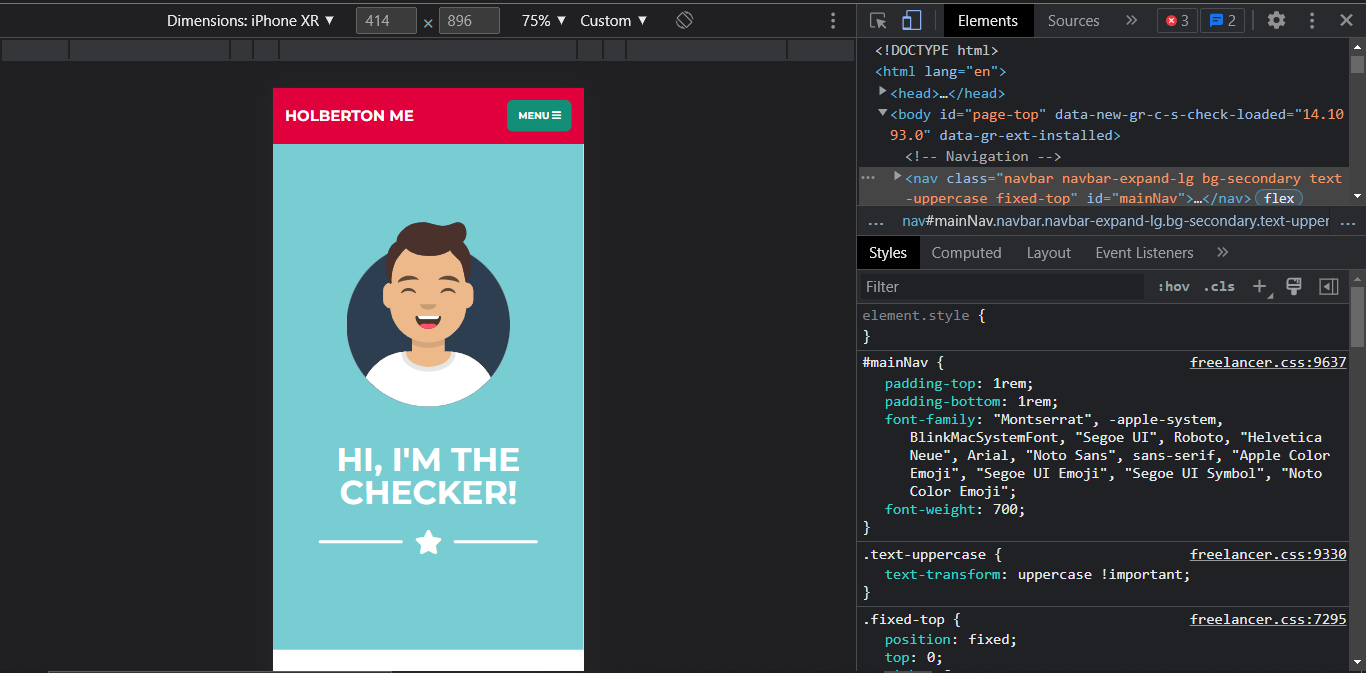 Dimensions: iPhone XR ▼ 414 × 896 75% ▼ Custom ▼
HOLBERTON ME
MENU
HI, I'M THE
CHECKER!
Elements Sources » 3 2
<!DOCTYPE html>
<html lang="en">
<head>…</head>
<body id="page-top" data-new-gr-c-s-check-loaded="14.10
93.0" data-gr-ext-installed>
<!-- Navigation -->
… <nav class="navbar navbar-expand-lg bg-secondary text
-uppercase fixed-top" id="mainNav">…</nav> flex
… nav#mainNav.navbar.navbar-expand-lg.bg-secondary.text-upper …
Styles Computed Layout Event Listeners »
Filter :hov .cls +
element.style {
}
#mainNav { freelancer.css:9637
padding-top: 1rem;
padding-bottom: 1rem;
font-family: "Montserrat", -apple-system,
BlinkMacSystemFont, "Segoe UI", Roboto, "Helvetica
Neue", Arial, "Noto Sans", sans-serif, "Apple Color
Emoji", "Segoe UI Emoji", "Segoe UI Symbol", "Noto
Color Emoji";
font-weight: 700;
}
.text-uppercase { freelancer.css:9330
text-transform: uppercase !important;
}
.fixed-top { freelancer.css:7295
position: fixed;
top: 0;